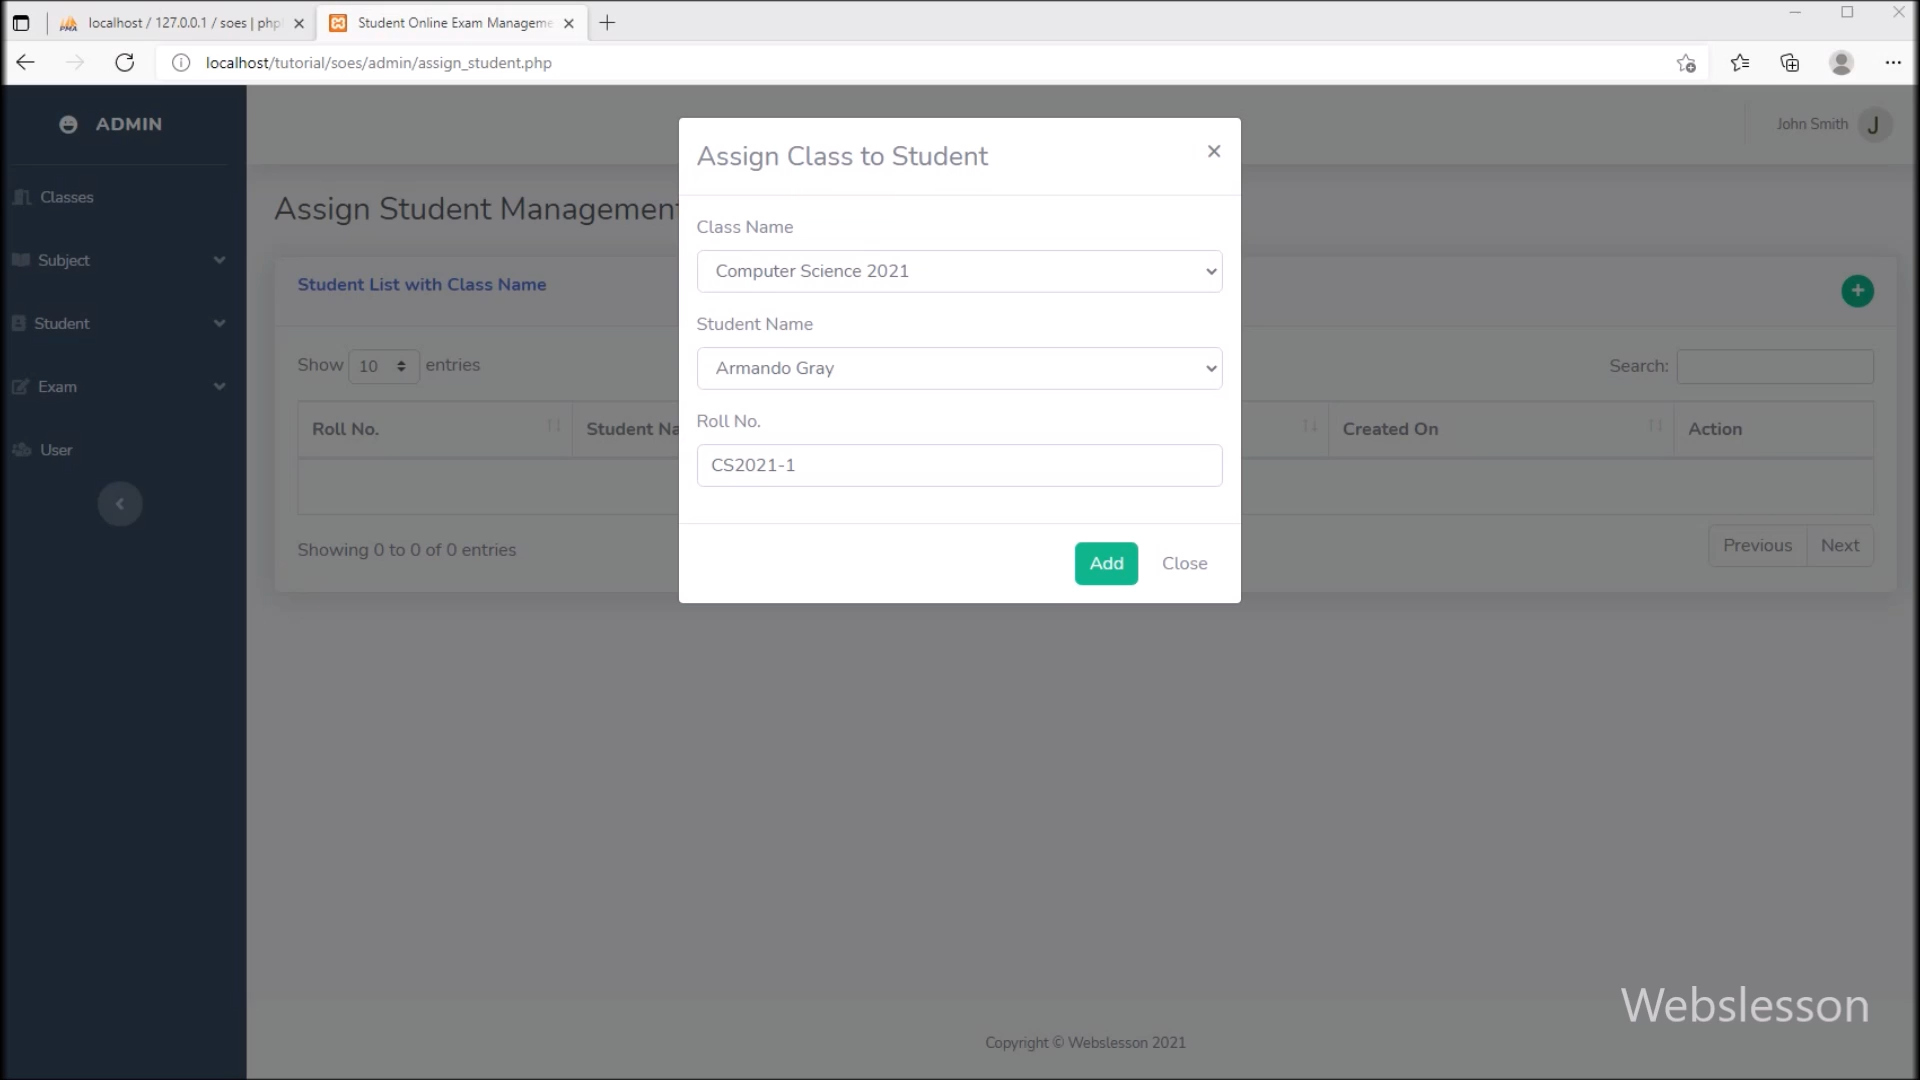 localhost / 127.0.0.1 / soes | php
Student Online Exam Manageme
localhost/tutorial/soes/admin/assign_student.php
ADMIN
John Smith J
Classes
Subject
Student
Exam
User
Assign Student Management
Student List with Class Name
Show 10 entries
Search:
Roll No.
Student Na
Created On
Action
Showing 0 to 0 of 0 entries
Previous Next
Assign Class to Student
Class Name
Computer Science 2021
Student Name
Armando Gray
Roll No.
CS2021-1
Add Close
Webslesson
Copyright © Webslesson 2021